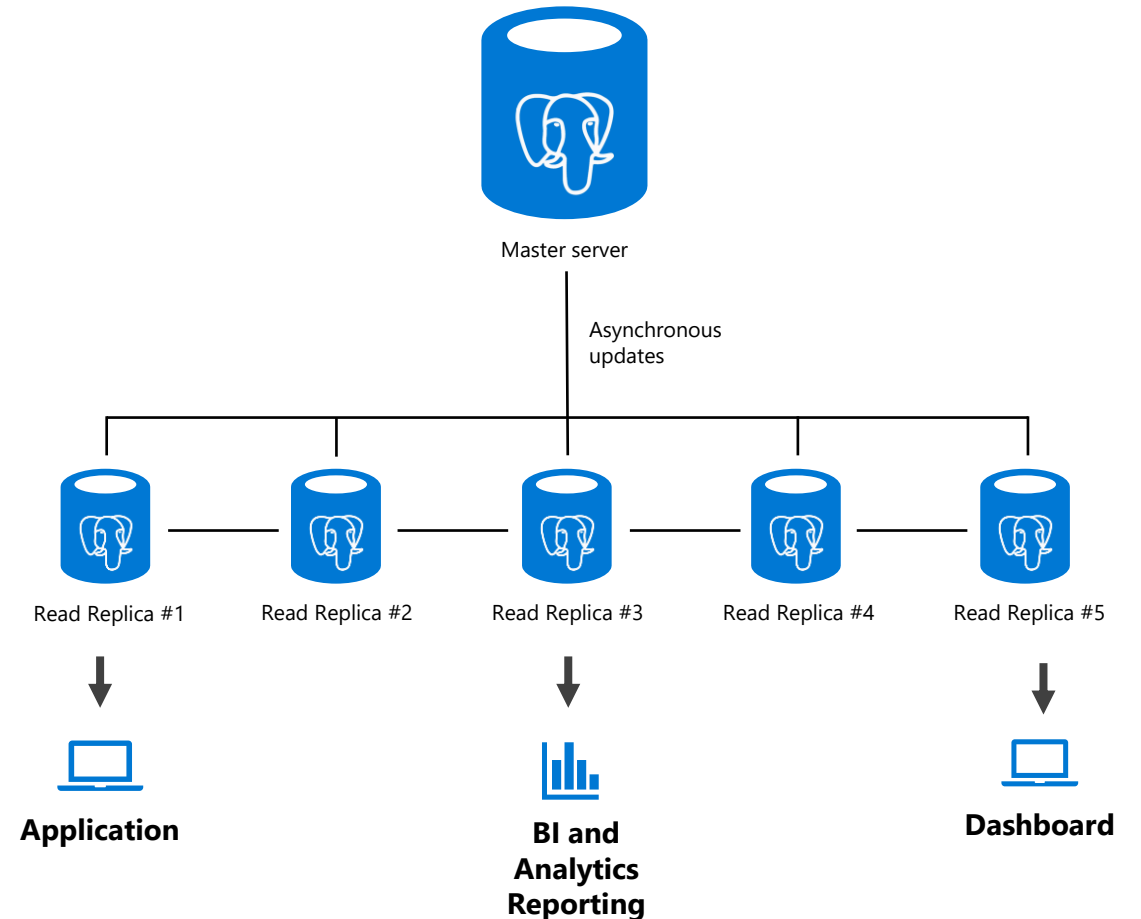 Master server
Asynchronous
updates
Read Replica #1
Read Replica #2
Read Replica #3
Read Replica #4
Read Replica #5
Application
BI and
Analytics
Reporting
Dashboard